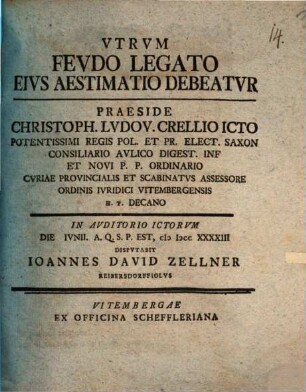 14.
VTRVM
FEVDO LEGATO
EIVS AESTIMATIO DEBEATVR
PRAESIDE
CHRISTOPH. LVDOV. CRELLIO ICTO
POTENTISSIMI REGIS POL. ET PR. ELECT. SAXON
CONSILIARIO AVLICO DIGEST. INF
ET NOVI P. P. ORDINARIO
CVRIAE PROVINCIALIS ET SCABINATVS ASSESSORE
ORDINIS IVRIDICI VITEMBERGENSIS
H. T. DECANO
IN AVDITORIO ICTORVM
DIE IVNII. A. Q. S. P. EST, cIↄ Iↄcc XXXXIII
DISPVTABIT
IOANNES DAVID ZELLNER
REIBERSDORFFIOLVS
VITEMBERGAE
EX OFFICINA SCHEFFLERIANA